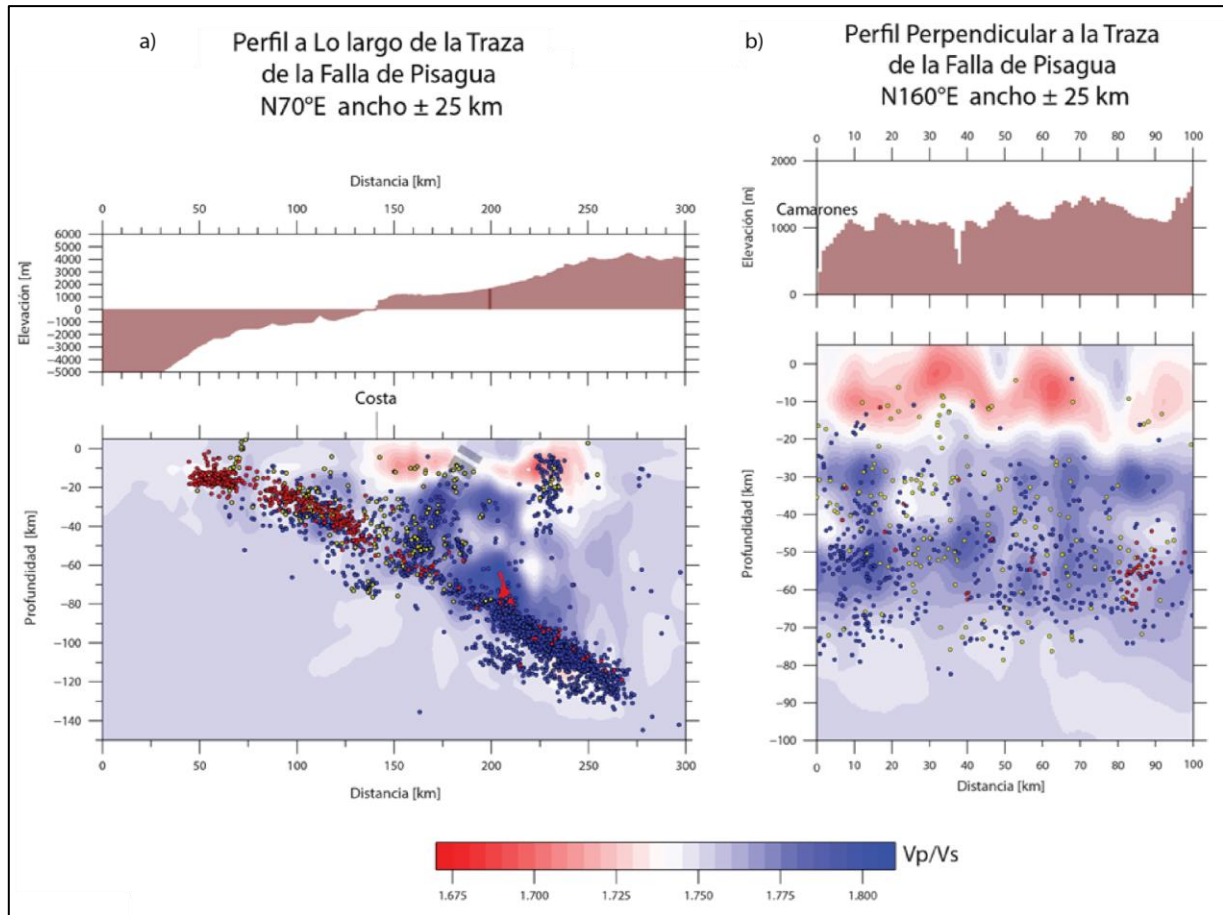 a)
Perfil a Lo largo de la Traza
de la Falla de Pisagua
N70°E ancho ± 25 km
Distancia [km]
0 50 100 150 200 250 300
Elevación [m]
6000
5000
4000
3000
2000
1000
0
−1000
−2000
−3000
−4000
−5000
Costa
Profundidad [km]
0
−20
−40
−60
−80
−100
−120
−140
0 50 100 150 200 250 300
Distancia [km]
b)
Perfil Perpendicular a la Traza
de la Falla de Pisagua
N160°E ancho ± 25 km
0 10 20 30 40 50 60 70 80 90 100
Elevación [m]
2000
1000
0
Camarones
Profundidad [km]
0
−10
−20
−30
−40
−50
−60
−70
−80
−90
−100
0 10 20 30 40 50 60 70 80 90 100
Distancia [km]
Vp/Vs
1.675 1.700 1.725 1.750 1.775 1.800